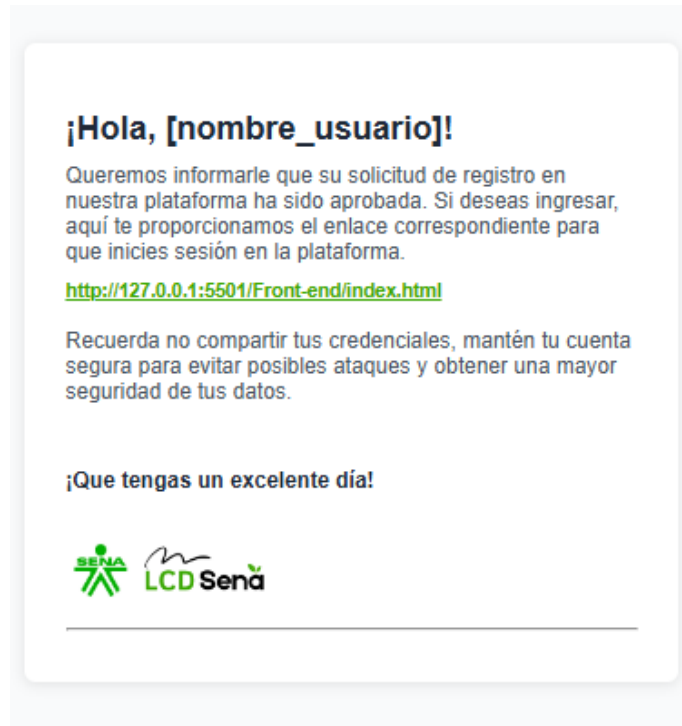 ¡Hola, [nombre_usuario]!
Queremos informarle que su solicitud de registro en
nuestra plataforma ha sido aprobada. Si deseas ingresar,
aquí te proporcionamos el enlace correspondiente para
que inicies sesión en la plataforma.
http://127.0.0.1:5501/Front-end/index.html
Recuerda no compartir tus credenciales, mantén tu cuenta
segura para evitar posibles ataques y obtener una mayor
seguridad de tus datos.
¡Que tengas un excelente día!
SENA LCD Sena